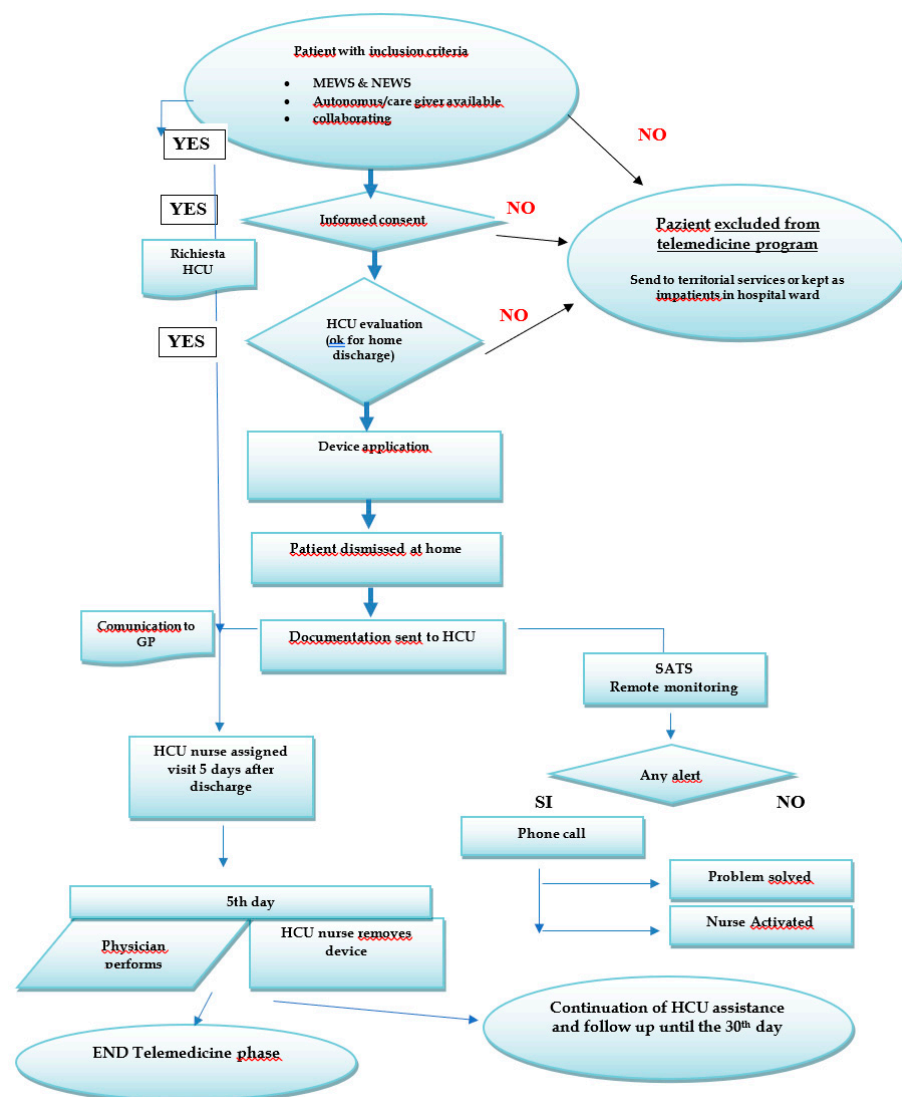 Patient with inclusion criteria
• MEWS & NEWS
• Autonomus/care giver available
• collaborating
YES
NO
YES
Informed consent
NO
Pazient excluded from
telemedicine program
Send to territorial services or kept as
impatients in hospital ward
Richiesta
HCU
YES
HCU evaluation
(ok for home
discharge)
NO
Device application
Patient dismissed at home
Comunication to
GP
Documentation sent to HCU
SATS
Remote monitoring
HCU nurse assigned
visit 5 days after
discharge
Any alert
SI
NO
Phone call
Problem solved
Nurse Activated
5th day
Physician
performs
HCU nurse removes
device
Continuation of HCU assistance
and follow up until the 30th day
END Telemedicine phase